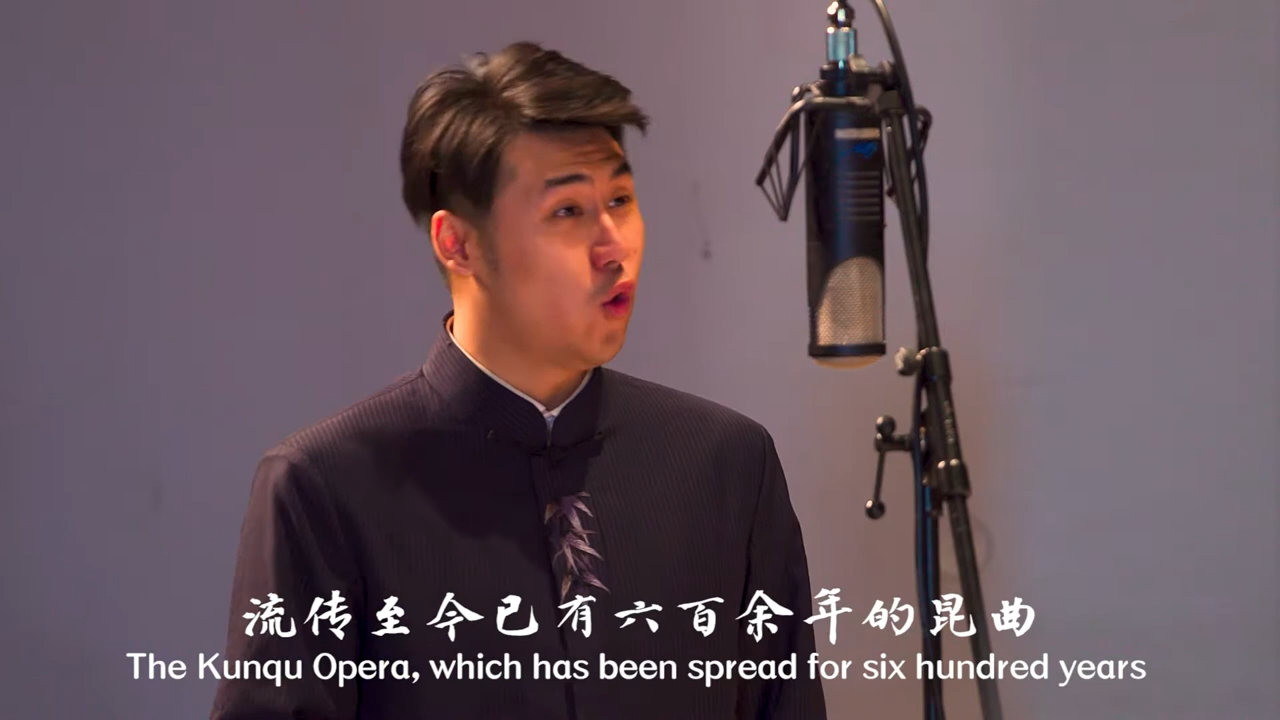 流传至今已有六百余年的昆曲
The Kunqu Opera, which has been spread for six hundred years